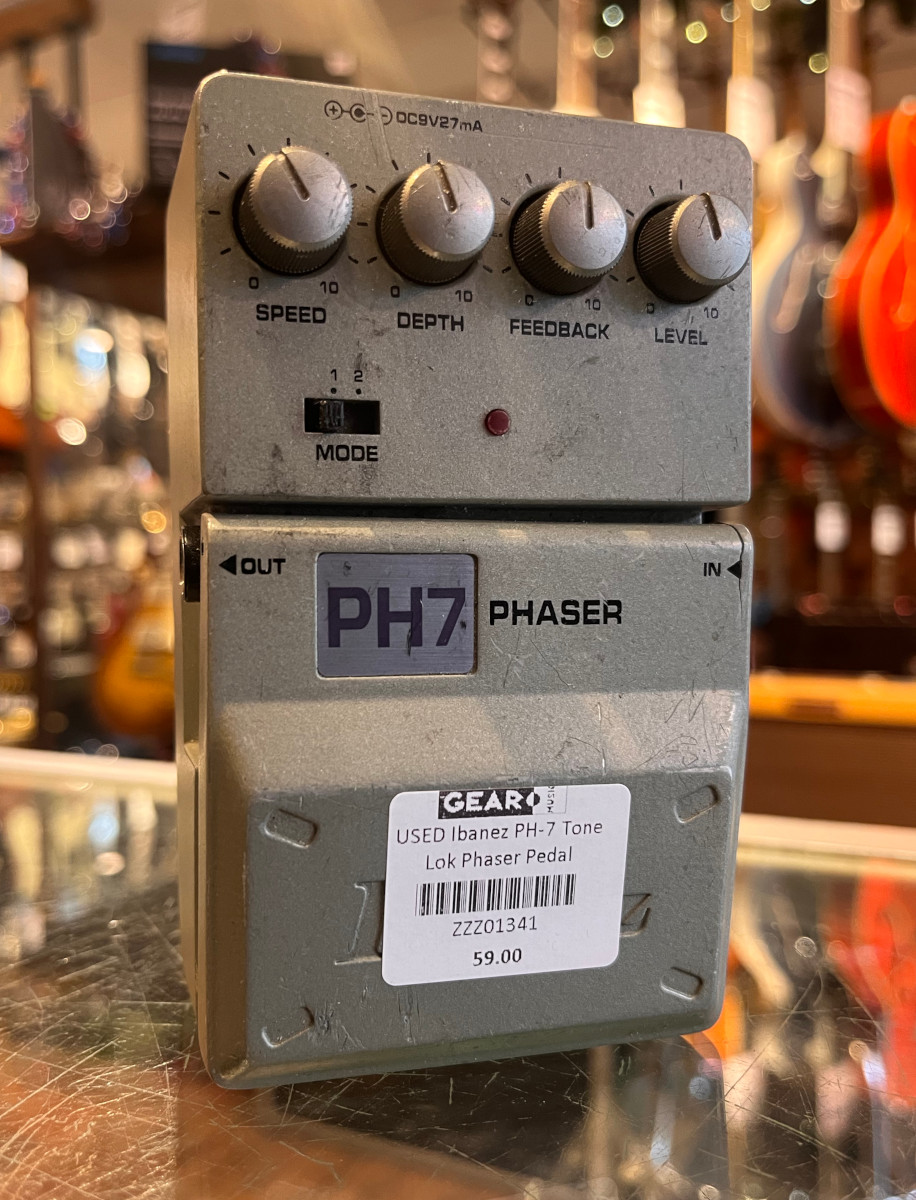 DC9V27mA
0 10 0 10 0 10 0 10
SPEED DEPTH FEEDBACK LEVEL
1 2
MODE
OUT IN
PH7 PHASER
GEAR MUSIC
USED Ibanez PH-7 Tone
Lok Phaser Pedal
ZZZ01341
59.00